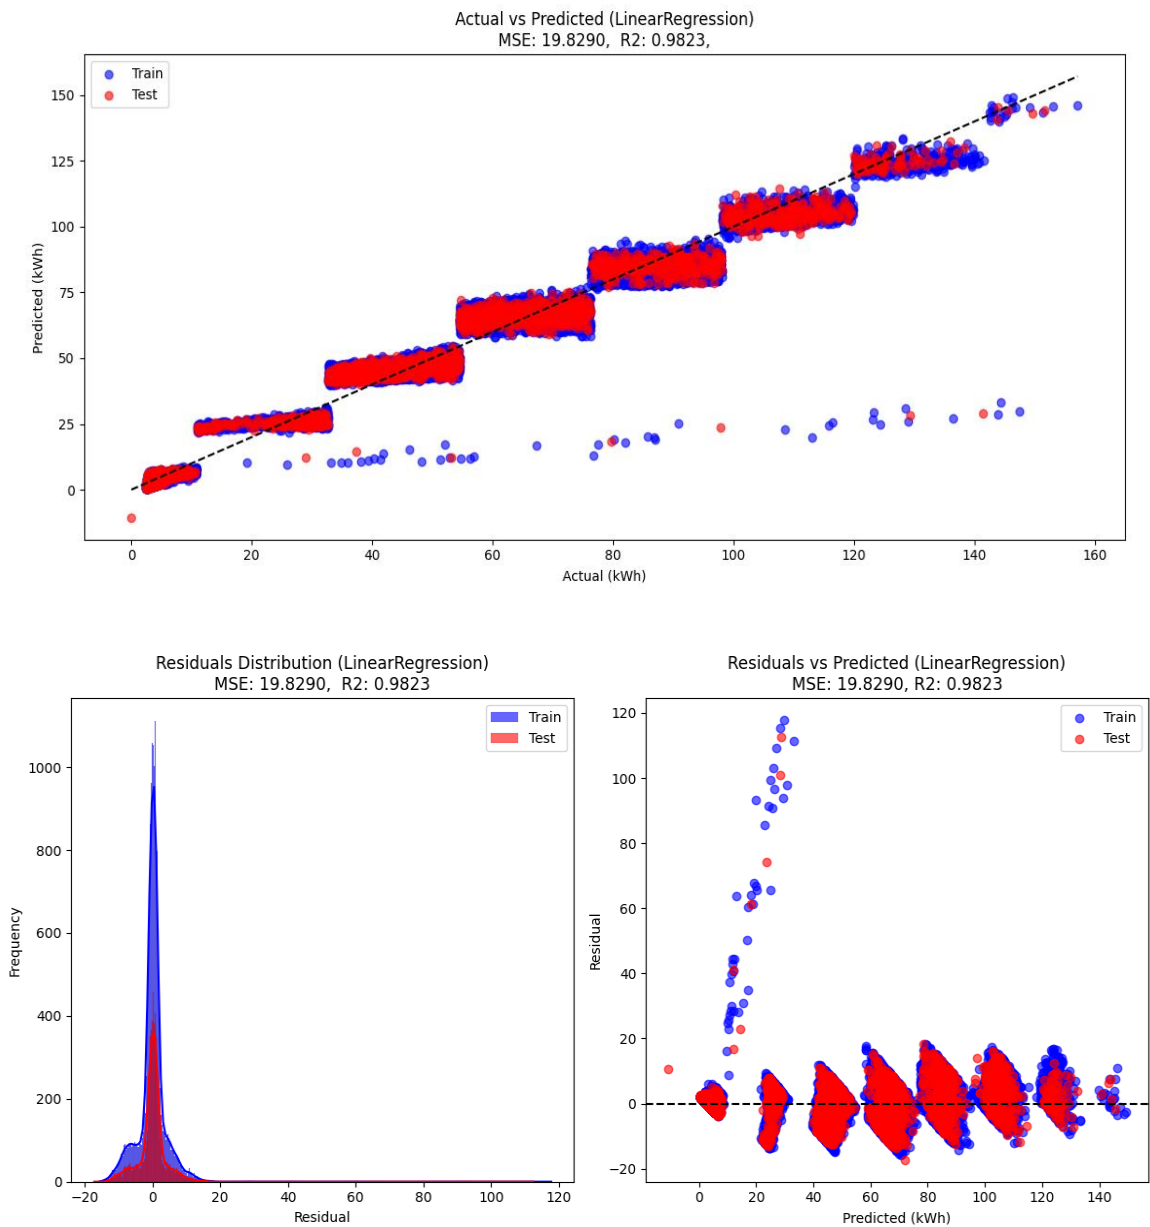 Actual vs Predicted (LinearRegression)
MSE: 19.8290,  R2: 0.9823,
Train
Test
150
125
100
75
50
25
0
Predicted (kWh)
0 20 40 60 80 100 120 140 160
Actual (kWh)
Residuals Distribution (LinearRegression)
MSE: 19.8290,  R2: 0.9823
Train
Test
1000
800
600
400
200
0
Frequency
−20 0 20 40 60 80 100 120
Residual
Residuals vs Predicted (LinearRegression)
MSE: 19.8290, R2: 0.9823
Train
Test
120
100
80
60
40
20
0
−20
Residual
0 20 40 60 80 100 120 140
Predicted (kWh)